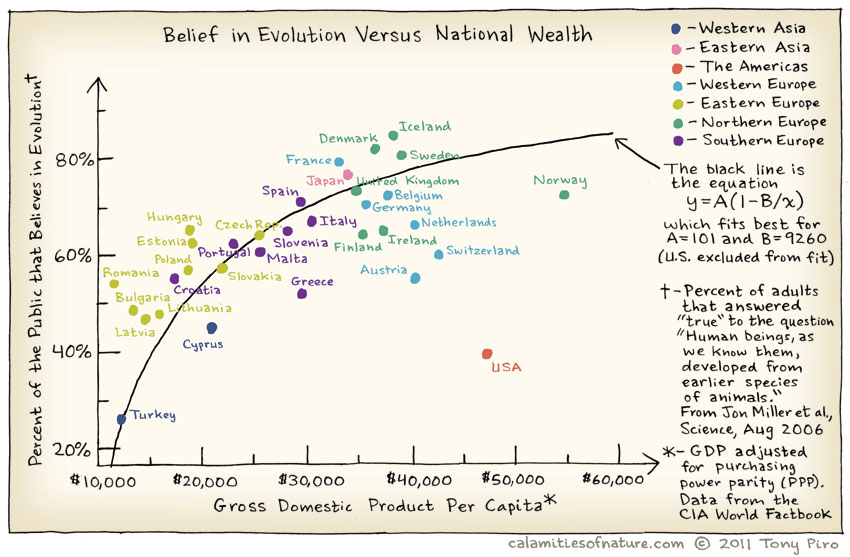 Belief in Evolution Versus National Wealth
- Western Asia
- Eastern Asia
- The Americas
- Western Europe
- Eastern Europe
- Northern Europe
- Southern Europe
Percent of the Public that Believes in Evolution†
80%
60%
40%
20%
Iceland
Denmark
Sweden
France
Japan
United Kingdom
Norway
Spain
Belgium
Germany
Hungary
Czech Rep.
Italy
Netherlands
Estonia
Portugal
Slovenia
Finland
Ireland
Poland
Malta
Switzerland
Romania
Croatia
Slovakia
Greece
Austria
Bulgaria
Lithuania
Latvia
Cyprus
USA
Turkey
$10,000
$20,000
$30,000
$40,000
$50,000
$60,000
Gross Domestic Product Per Capita*
The black line is
the equation
y=A(1-B/x)
which fits best for
A=101 and B=9260
(U.S. excluded from fit)
†-Percent of adults
that answered
"true" to the question
"Human beings, as
we know them,
developed from
earlier species
of animals."
From Jon Miller et al.,
Science, Aug 2006
*- GDP adjusted
for purchasing
power parity (PPP).
Data from the
CIA World Factbook
calamitiesofnature.com © 2011 Tony Piro